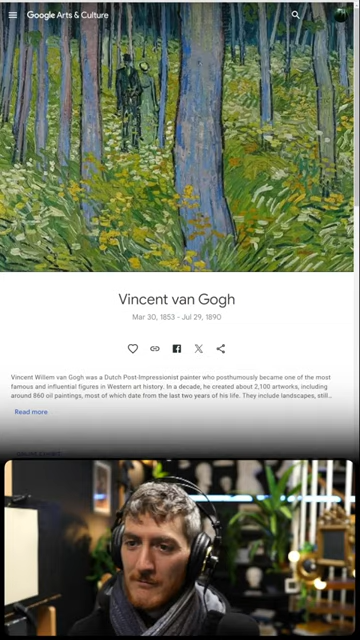 Google Arts & Culture
Vincent van Gogh
Mar 30, 1853 - Jul 29, 1890
Vincent Willem van Gogh was a Dutch Post-Impressionist painter who posthumously became one of the most
famous and influential figures in Western art history. In a decade, he created about 2,100 artworks, including
around 860 oil paintings, most of which date from the last two years of his life. They include landscapes, still...
Read more